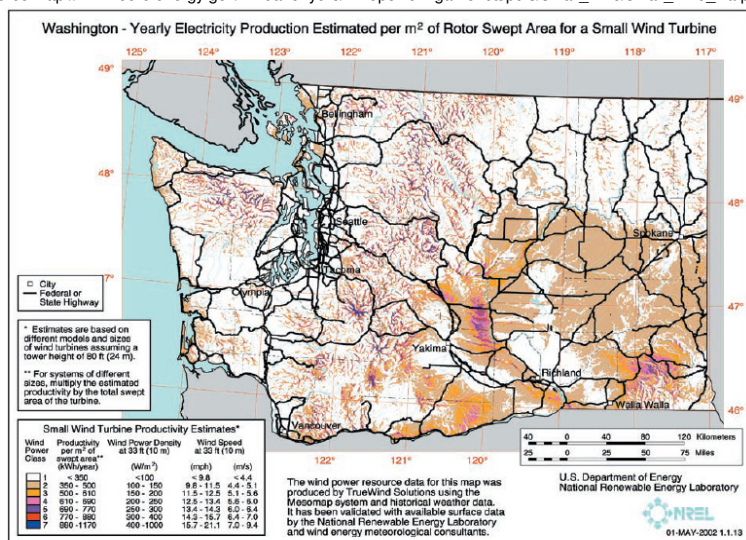 Washington - Yearly Electricity Production Estimated per m² of Rotor Swept Area for a Small Wind Turbine
125° 124° 123° 122° 121° 120° 119° 118° 117°
49° 49°
Bellingham
48° 48°
Seattle
Spokane
Tacoma
47° 47°
Olympia
Yakima
Richland
Walla Walla
46° 46°
Vancouver
122° 121° 120° 119° 118° 117°
City
Federal or
State Highway
* Estimates are based on
different models and sizes
of wind turbines assuming a
tower height of 80 ft (24 m).
** For systems of different
sizes, multiply the estimated
productivity by the total swept
area of the turbine.
Small Wind Turbine Productivity Estimates*
Wind Productivity Wind Power Density Wind Speed
Power per m² of at 33 ft (10 m) at 33 ft (10 m)
Class swept area**
(kWh/year) (W/m²) (mph) (m/s)
1 < 350 <100 < 9.8 <4.4
2 350 - 500 100 - 150 9.8 - 11.5 4.4 - 5.1
3 500 - 610 150 - 200 11.5 - 12.5 5.1 - 5.6
4 610 - 690 200 - 250 12.5 - 13.4 5.6 - 6.0
5 690 - 770 250 - 300 13.4 - 14.3 6.0 - 6.4
6 770 - 880 300 - 400 14.3 - 15.7 6.4 - 7.0
7 880 - 1170 400 - 1000 15.7 - 21.1 7.0 - 9.4
The wind power resource data for this map was
produced by TrueWind Solutions using the
Mesomap system and historical weather data.
It has been validated with available surface data
by the National Renewable Energy Laboratory
and wind energy meteorological consultants.
40 0 40 80 120 Kilometers
25 0 25 50 75 Miles
U.S. Department of Energy
National Renewable Energy Laboratory
NREL
01-MAY-2002 1.1.13